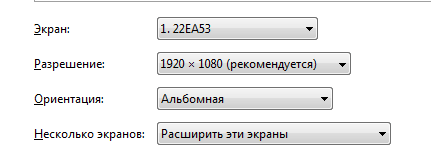 Экран: 1. 22EA53
Разрешение: 1920 × 1080 (рекомендуется)
Ориентация: Альбомная
Несколько экранов: Расширить эти экраны